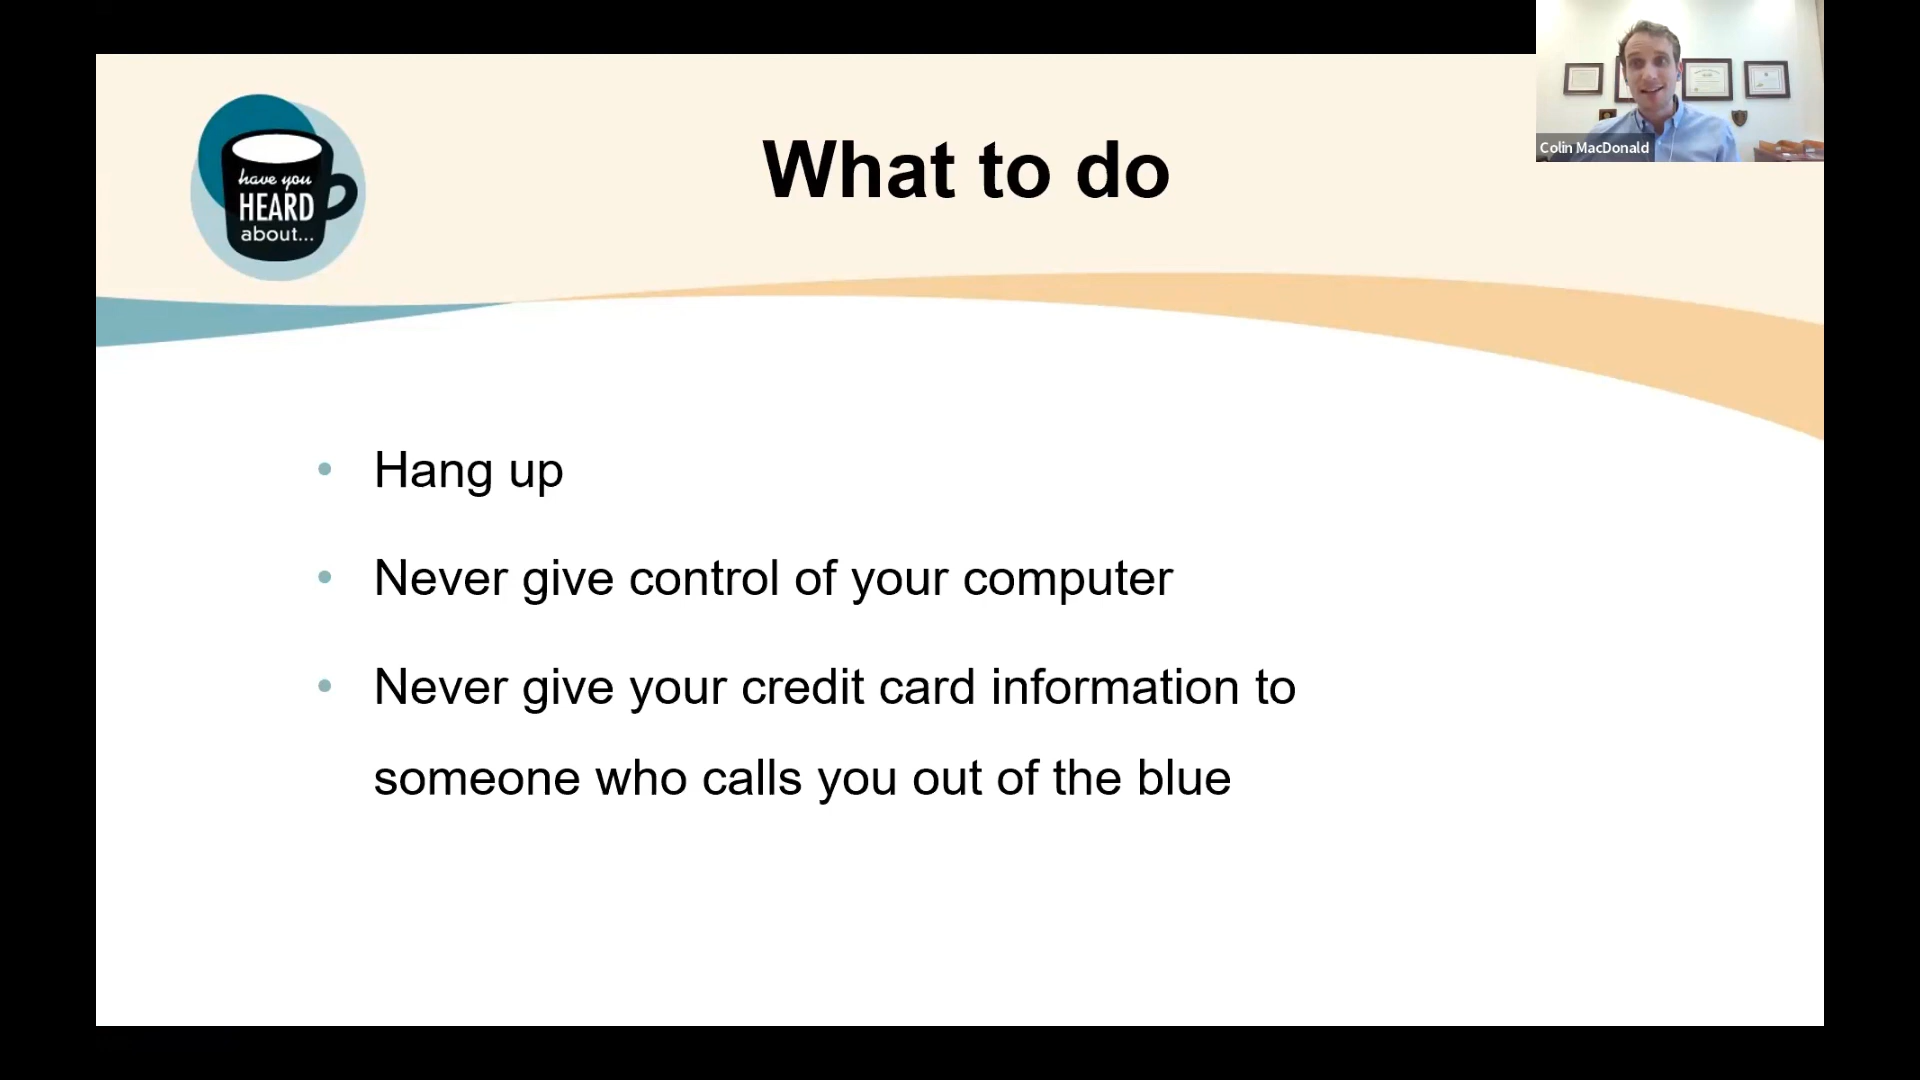 have you
HEARD
about...
What to do
Colin MacDonald
• Hang up
• Never give control of your computer
• Never give your credit card information to
someone who calls you out of the blue